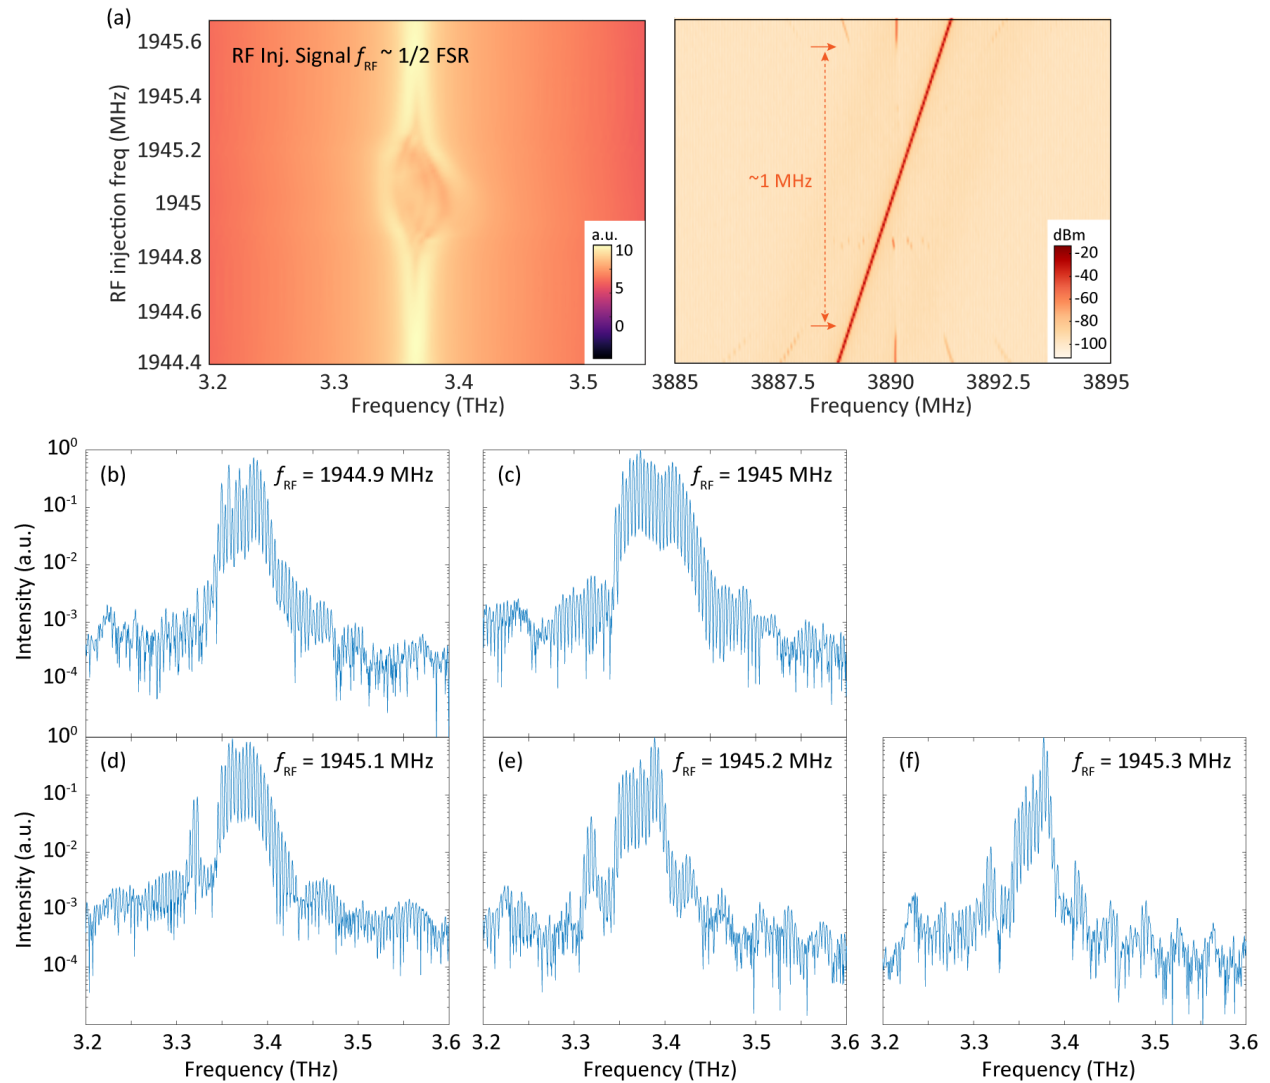 (a)
RF Inj. Signal fRF ~ 1/2 FSR
RF injection freq (MHz)
1945.6
1945.4
1945.2
1945
1944.8
1944.6
1944.4
3.2 3.3 3.4 3.5
Frequency (THz)
a.u.
10
5
0
~1 MHz
dBm
-20
-40
-60
-80
-100
3885 3887.5 3890 3892.5 3895
Frequency (MHz)
(b) fRF = 1944.9 MHz
Intensity (a.u.)
10^0
10^-1
10^-2
10^-3
10^-4
(c) fRF = 1945 MHz
(d) fRF = 1945.1 MHz
Intensity (a.u.)
10^0
10^-1
10^-2
10^-3
10^-4
3.2 3.3 3.4 3.5 3.6
Frequency (THz)
(e) fRF = 1945.2 MHz
3.2 3.3 3.4 3.5 3.6
Frequency (THz)
(f) fRF = 1945.3 MHz
3.2 3.3 3.4 3.5 3.6
Frequency (THz)